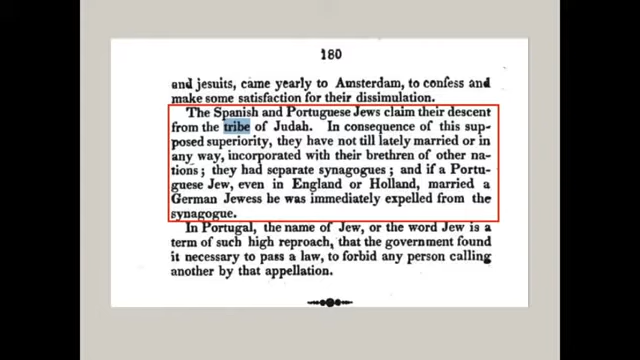 180
and jesuits, came yearly to Amsterdam, to confess and
make some satisfaction for their dissimulation.
The Spanish and Portuguese Jews claim their descent
from the tribe of Judah. In consequence of this sup-
posed superiority, they have not till lately married or in
any way, incorporated with their brethren of other na-
tions; they had separate synagogues; and if a Portu-
guese Jew, even in England or Holland, married a
German Jewess he was immediately expelled from the
synagogue.
In Portugal, the name of Jew, or the word Jew is a
term of such high reproach, that the government found
it necessary to pass a law, to forbid any person calling
another by that appellation.